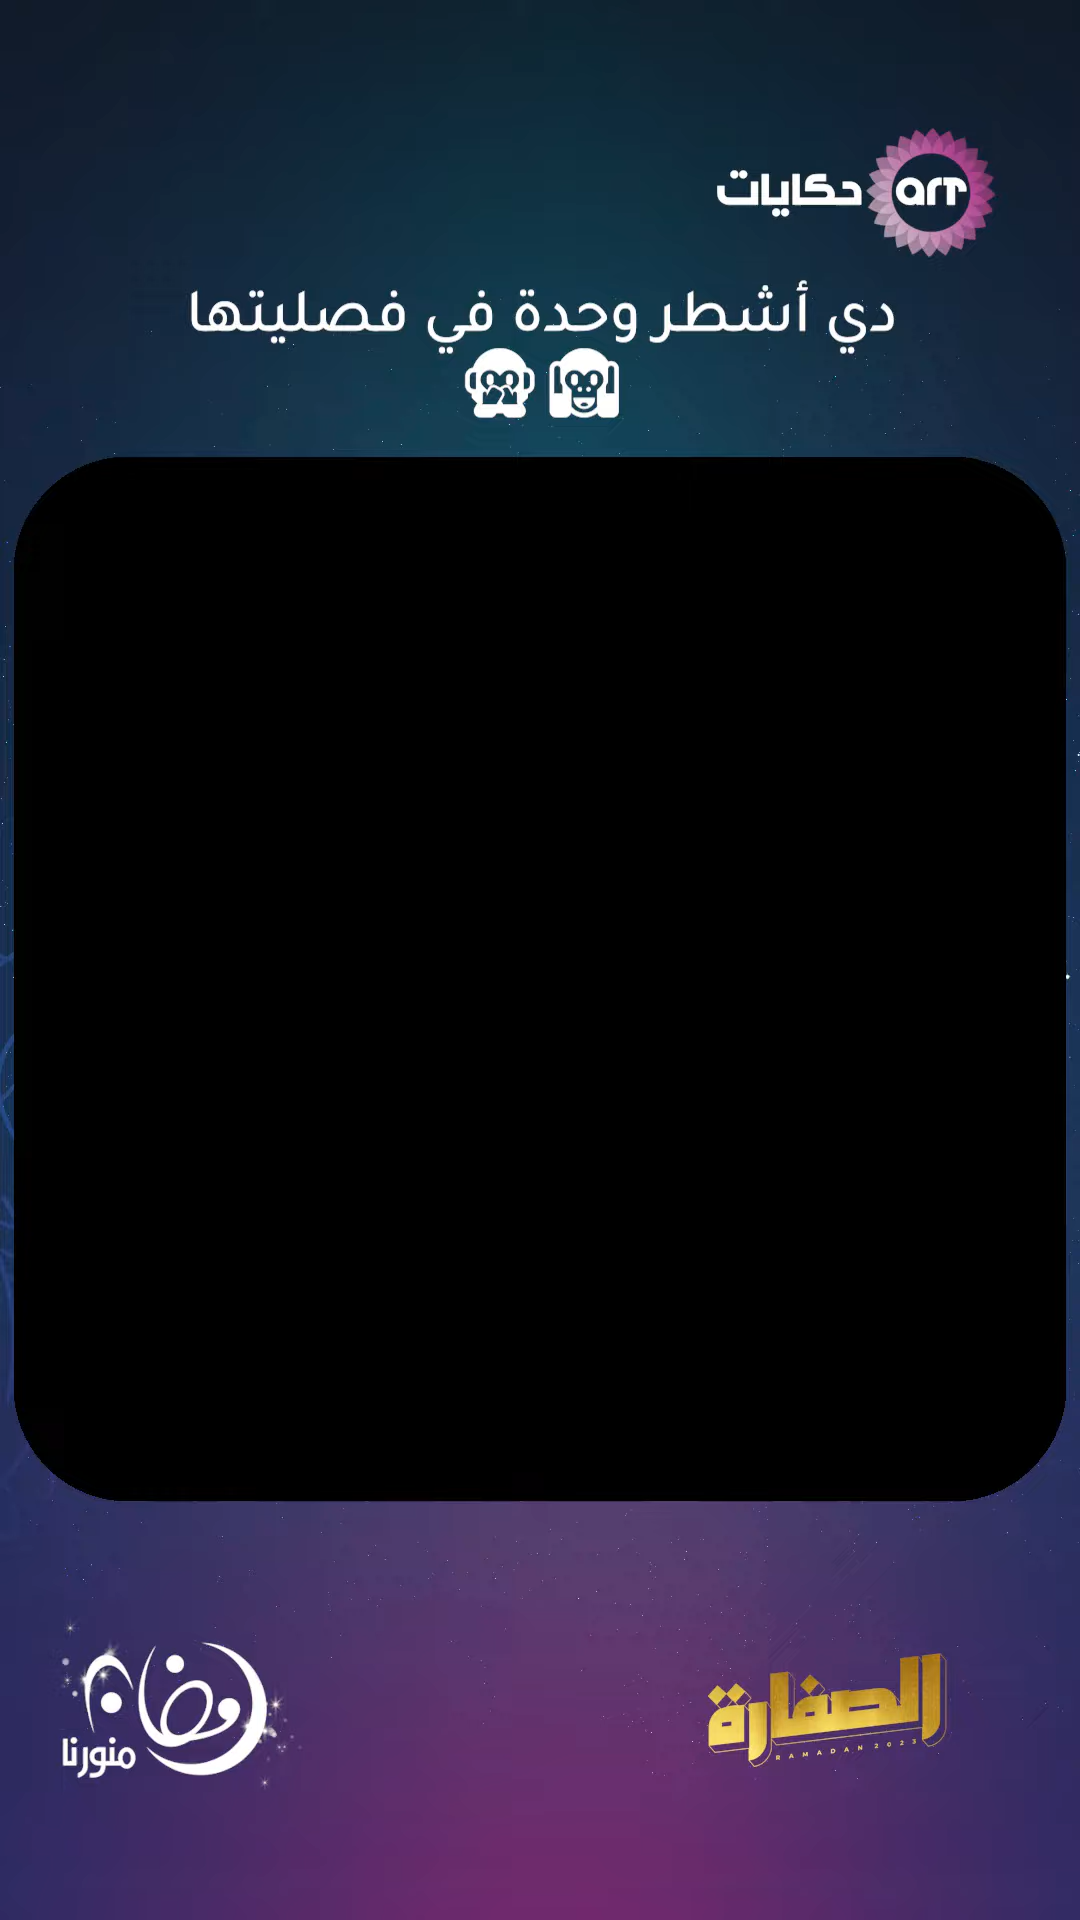 حكايات art
دي أشطر وحدة في فصليتها
🙉🙊
رمضان
منورنا
الصفارة
RAMADAN 2023